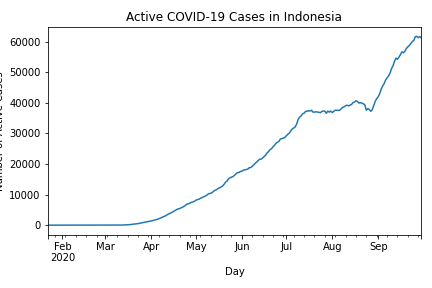 Active COVID-19 Cases in Indonesia
Number of Active Cases
60000
50000
40000
30000
20000
10000
0
Feb Mar Apr May Jun Jul Aug Sep
2020
Day